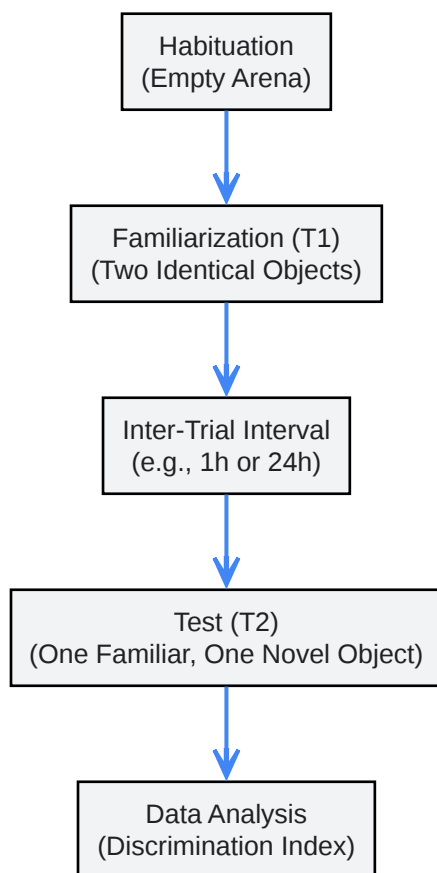 Habituation
(Empty Arena)
Familiarization (T1)
(Two Identical Objects)
Inter-Trial Interval
(e.g., 1h or 24h)
Test (T2)
(One Familiar, One Novel Object)
Data Analysis
(Discrimination Index)